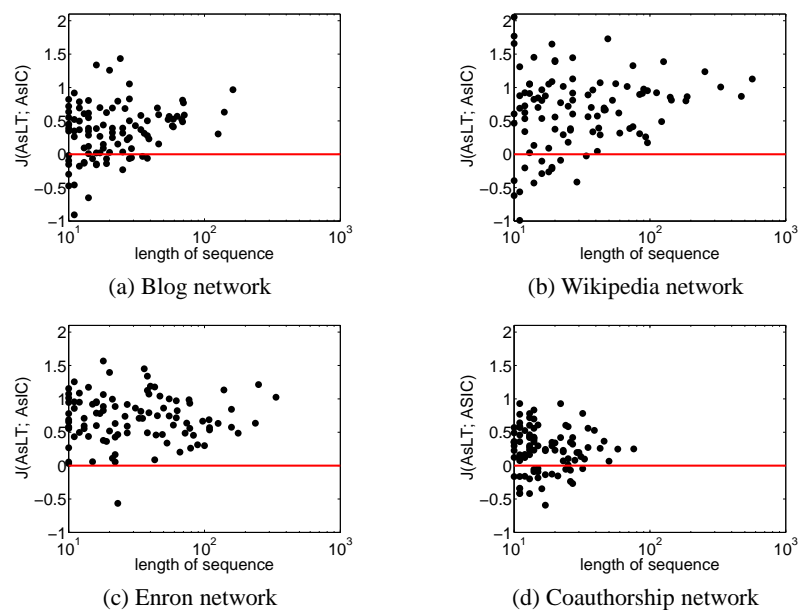 2
1.5
1
0.5
0
−0.5
−1
J(AsLT; AsIC)
10^1 10^2 10^3
length of sequence
(a) Blog network
2
1.5
1
0.5
0
−0.5
−1
J(AsLT; AsIC)
10^1 10^2 10^3
length of sequence
(b) Wikipedia network
2
1.5
1
0.5
0
−0.5
−1
J(AsLT; AsIC)
10^1 10^2 10^3
length of sequence
(c) Enron network
2
1.5
1
0.5
0
−0.5
−1
J(AsLT; ASIC)
10^1 10^2 10^3
length of sequence
(d) Coauthorship network